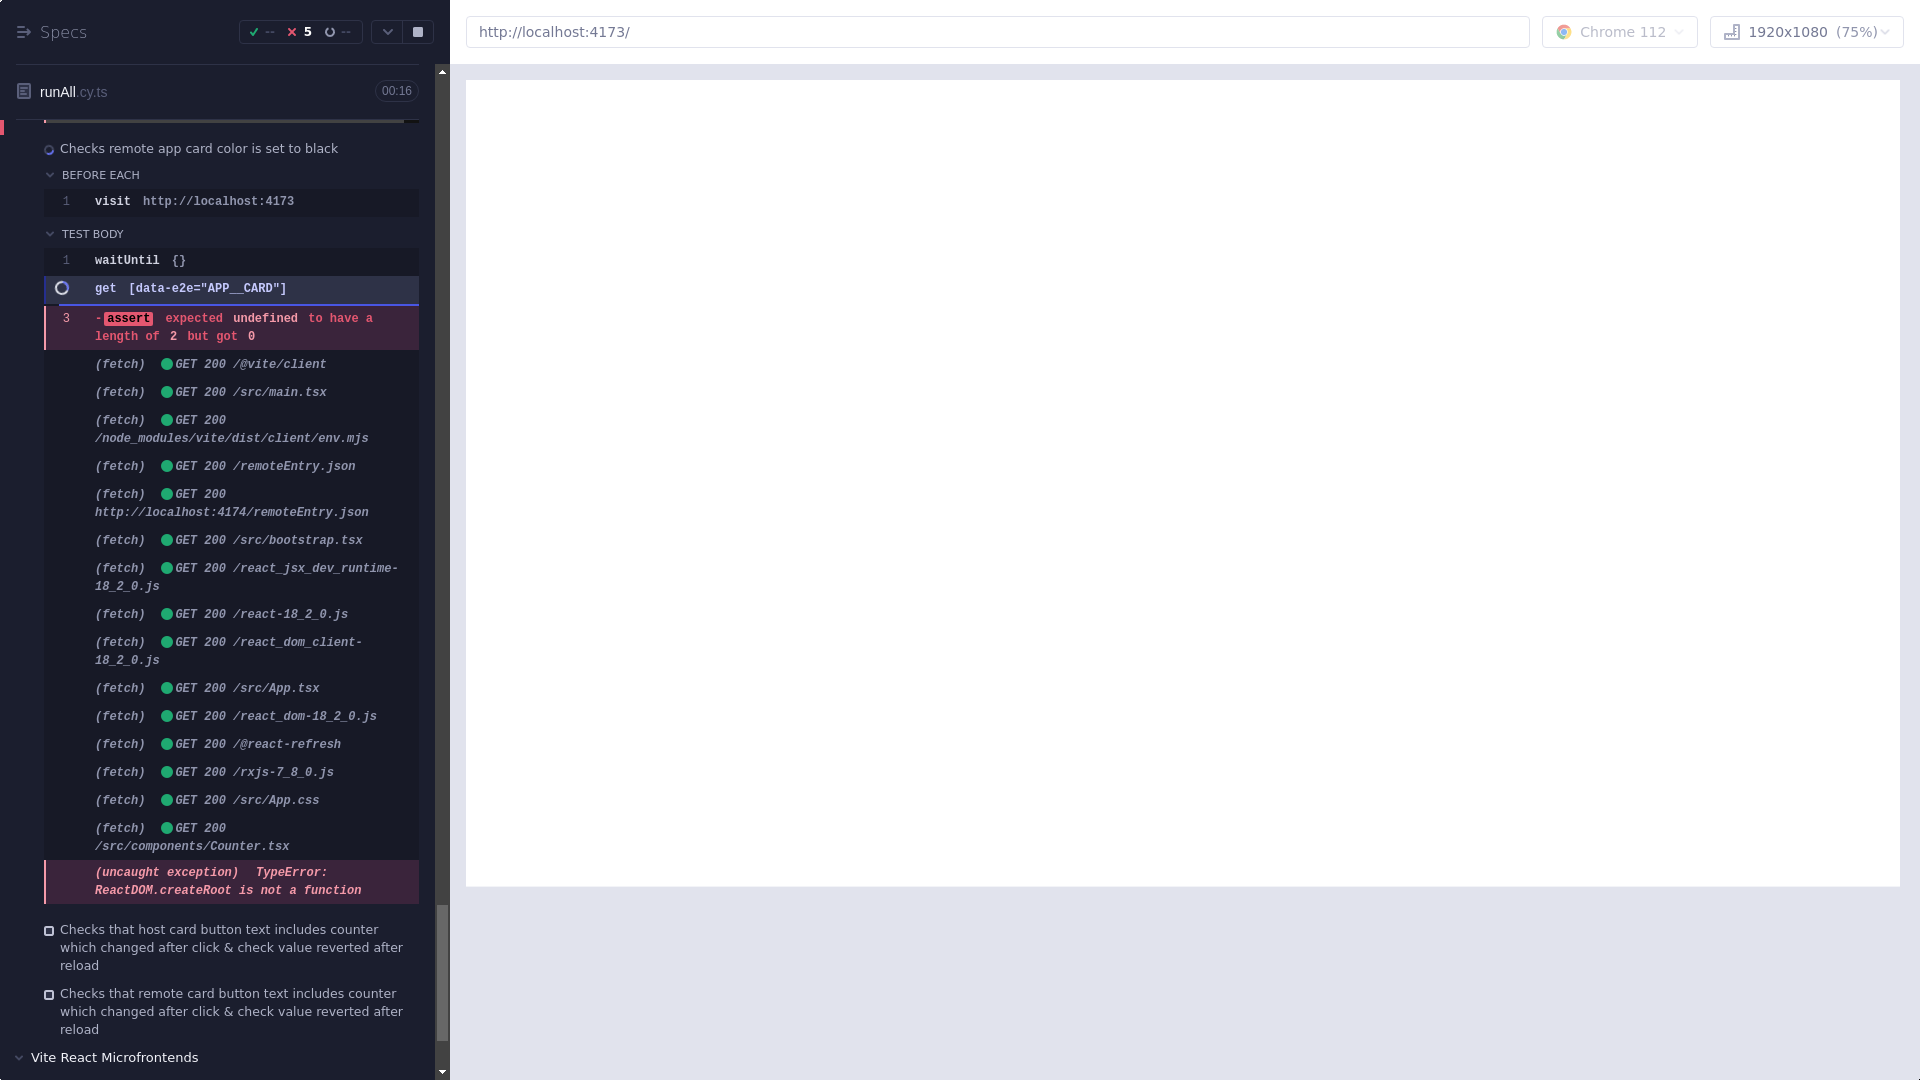 Specs
-- 5 --
runAll.cy.ts
00:16
Checks remote app card color is set to black
BEFORE EACH
1 visit http://localhost:4173
TEST BODY
1 waitUntil {}
get [data-e2e="APP__CARD"]
3 -assert expected undefined to have a
length of 2 but got 0
(fetch) GET 200 /@vite/client
(fetch) GET 200 /src/main.tsx
(fetch) GET 200
/node_modules/vite/dist/client/env.mjs
(fetch) GET 200 /remoteEntry.json
(fetch) GET 200
http://localhost:4174/remoteEntry.json
(fetch) GET 200 /src/bootstrap.tsx
(fetch) GET 200 /react_jsx_dev_runtime-
18_2_0.js
(fetch) GET 200 /react-18_2_0.js
(fetch) GET 200 /react_dom_client-
18_2_0.js
(fetch) GET 200 /src/App.tsx
(fetch) GET 200 /react_dom-18_2_0.js
(fetch) GET 200 /@react-refresh
(fetch) GET 200 /rxjs-7_8_0.js
(fetch) GET 200 /src/App.css
(fetch) GET 200
/src/components/Counter.tsx
(uncaught exception) TypeError:
ReactDOM.createRoot is not a function
Checks that host card button text includes counter
which changed after click & check value reverted after
reload
Checks that remote card button text includes counter
which changed after click & check value reverted after
reload
Vite React Microfrontends
http://localhost:4173/
Chrome 112
1920x1080 (75%)